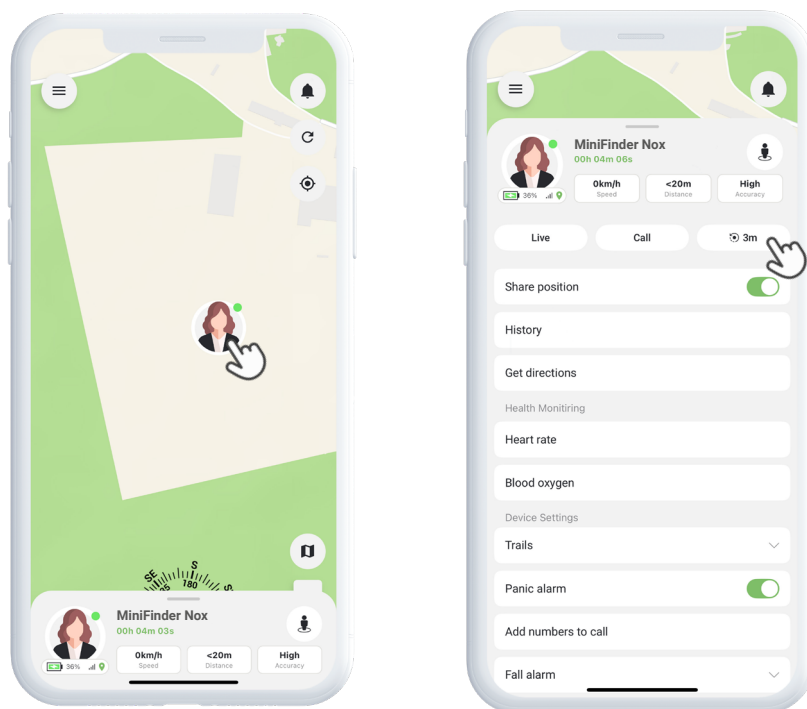 SE
S
180
MiniFinder Nox
00h 04m 03s
36%
0km/h
Speed
<20m
Distance
High
Accuracy
MiniFinder Nox
00h 04m 06s
36%
0km/h
Speed
<20m
Distance
High
Accuracy
Live
Call
3m
Share position
History
Get directions
Health Monitiring
Heart rate
Blood oxygen
Device Settings
Trails
Panic alarm
Add numbers to call
Fall alarm